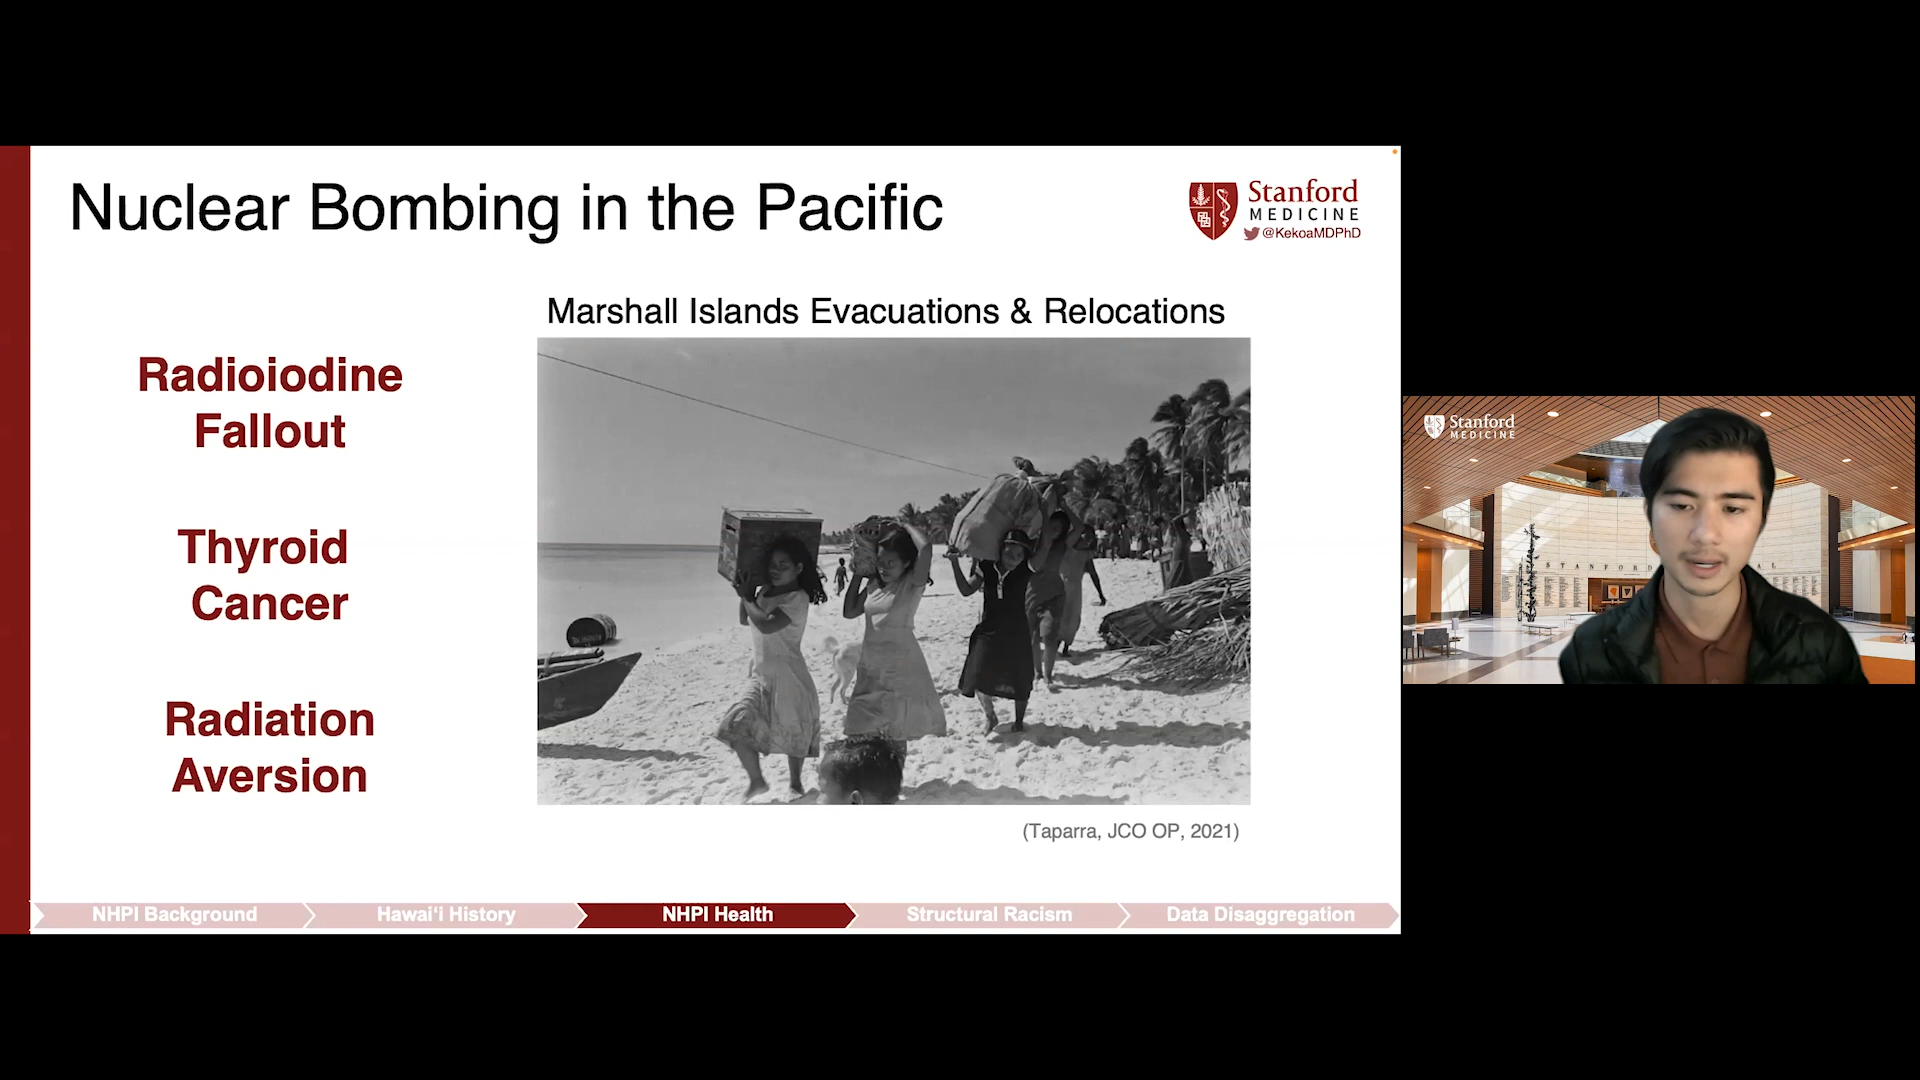 Nuclear Bombing in the Pacific
Stanford
MEDICINE
@KekoaMDPhD
Marshall Islands Evacuations & Relocations
Radioiodine
Fallout
Thyroid
Cancer
Radiation
Aversion
(Taparra, JCO OP, 2021)
NHPI Background
Hawaiʻi History
NHPI Health
Structural Racism
Data Disaggregation
Stanford
MEDICINE
STANFORD